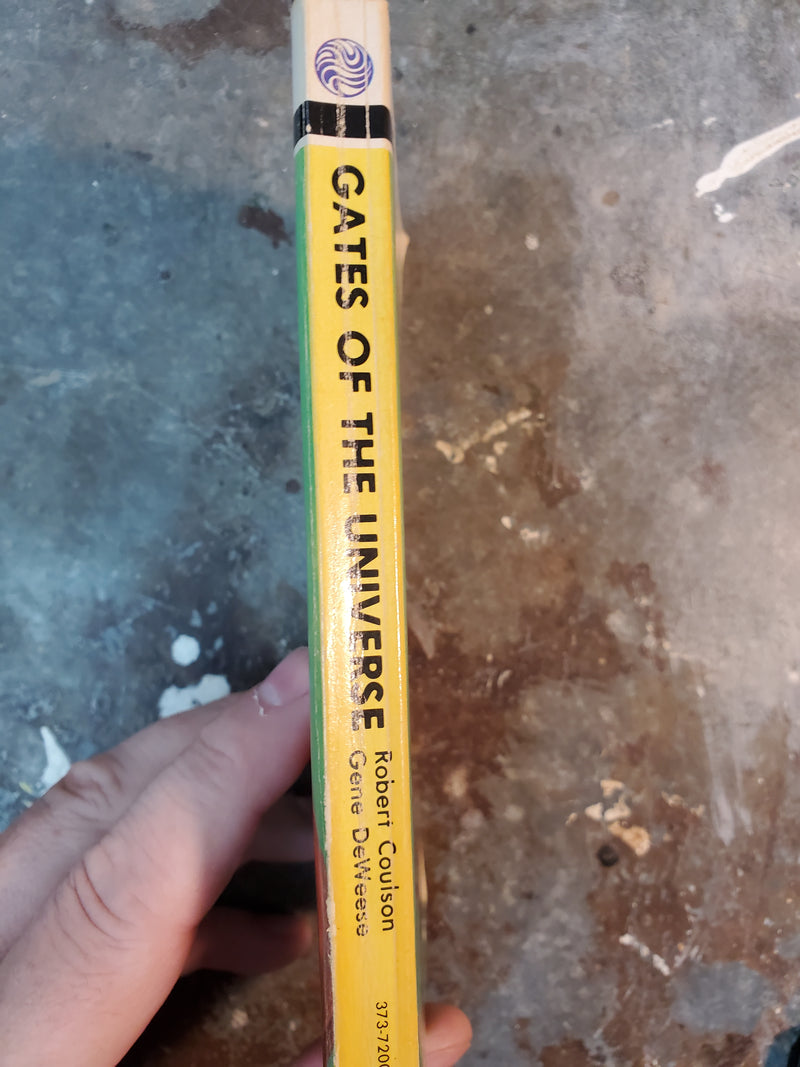 GATES OF THE UNIVERSE
Robert Coulson
Gene DeWeese
373-7200